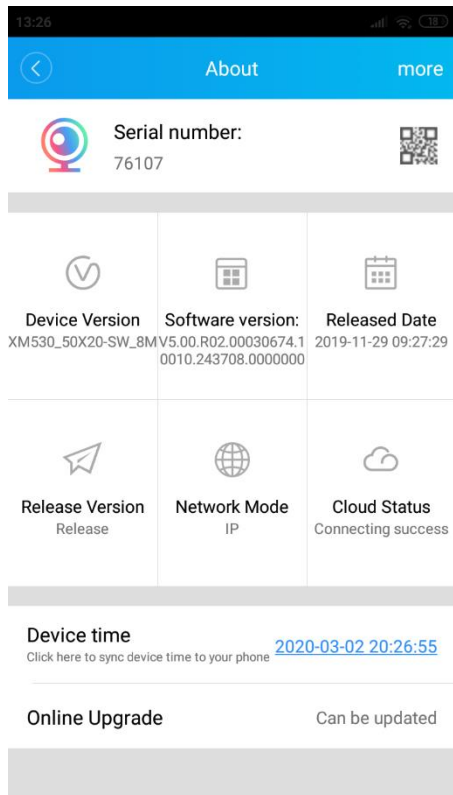 13:26
18
About
more
Serial number:
76107
Device Version
XM530_50X20-SW_8M
Software version:
V5.00.R02.00030674.1
0010.243708.0000000
Released Date
2019-11-29 09:27:29
Release Version
Release
Network Mode
IP
Cloud Status
Connecting success
Device time
Click here to sync device time to your phone
2020-03-02 20:26:55
Online Upgrade
Can be updated